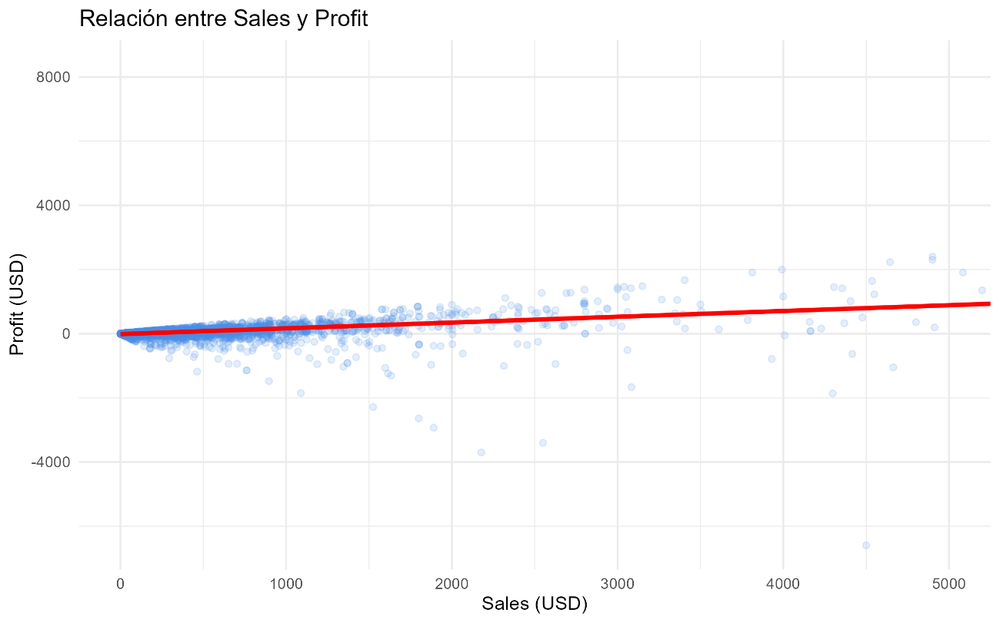 Relación entre Sales y Profit
Profit (USD)
8000
4000
0
-4000
0 1000 2000 3000 4000 5000
Sales (USD)